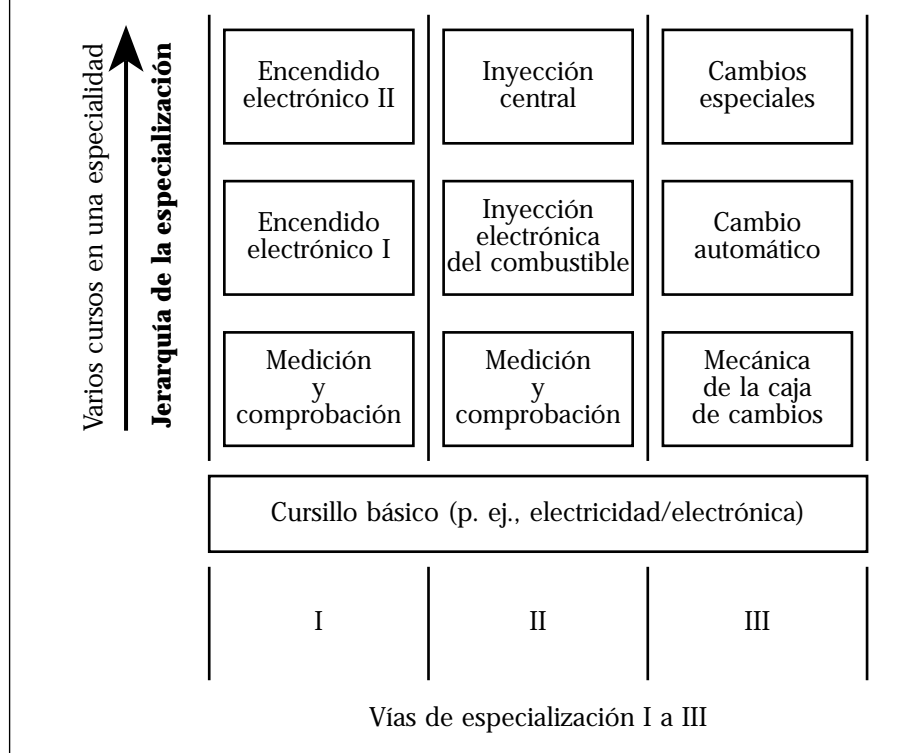 Varios cursos en una especialidad
Jerarquía de la especialización
Encendido
electrónico II
Inyección
central
Cambios
especiales
Encendido
electrónico I
Inyección
electrónica
del combustible
Cambio
automático
Medición
y
comprobación
Medición
y
comprobación
Mecánica
de la caja
de cambios
Cursillo básico (p. ej., electricidad/electrónica)
I
II
III
Vías de especialización I a III